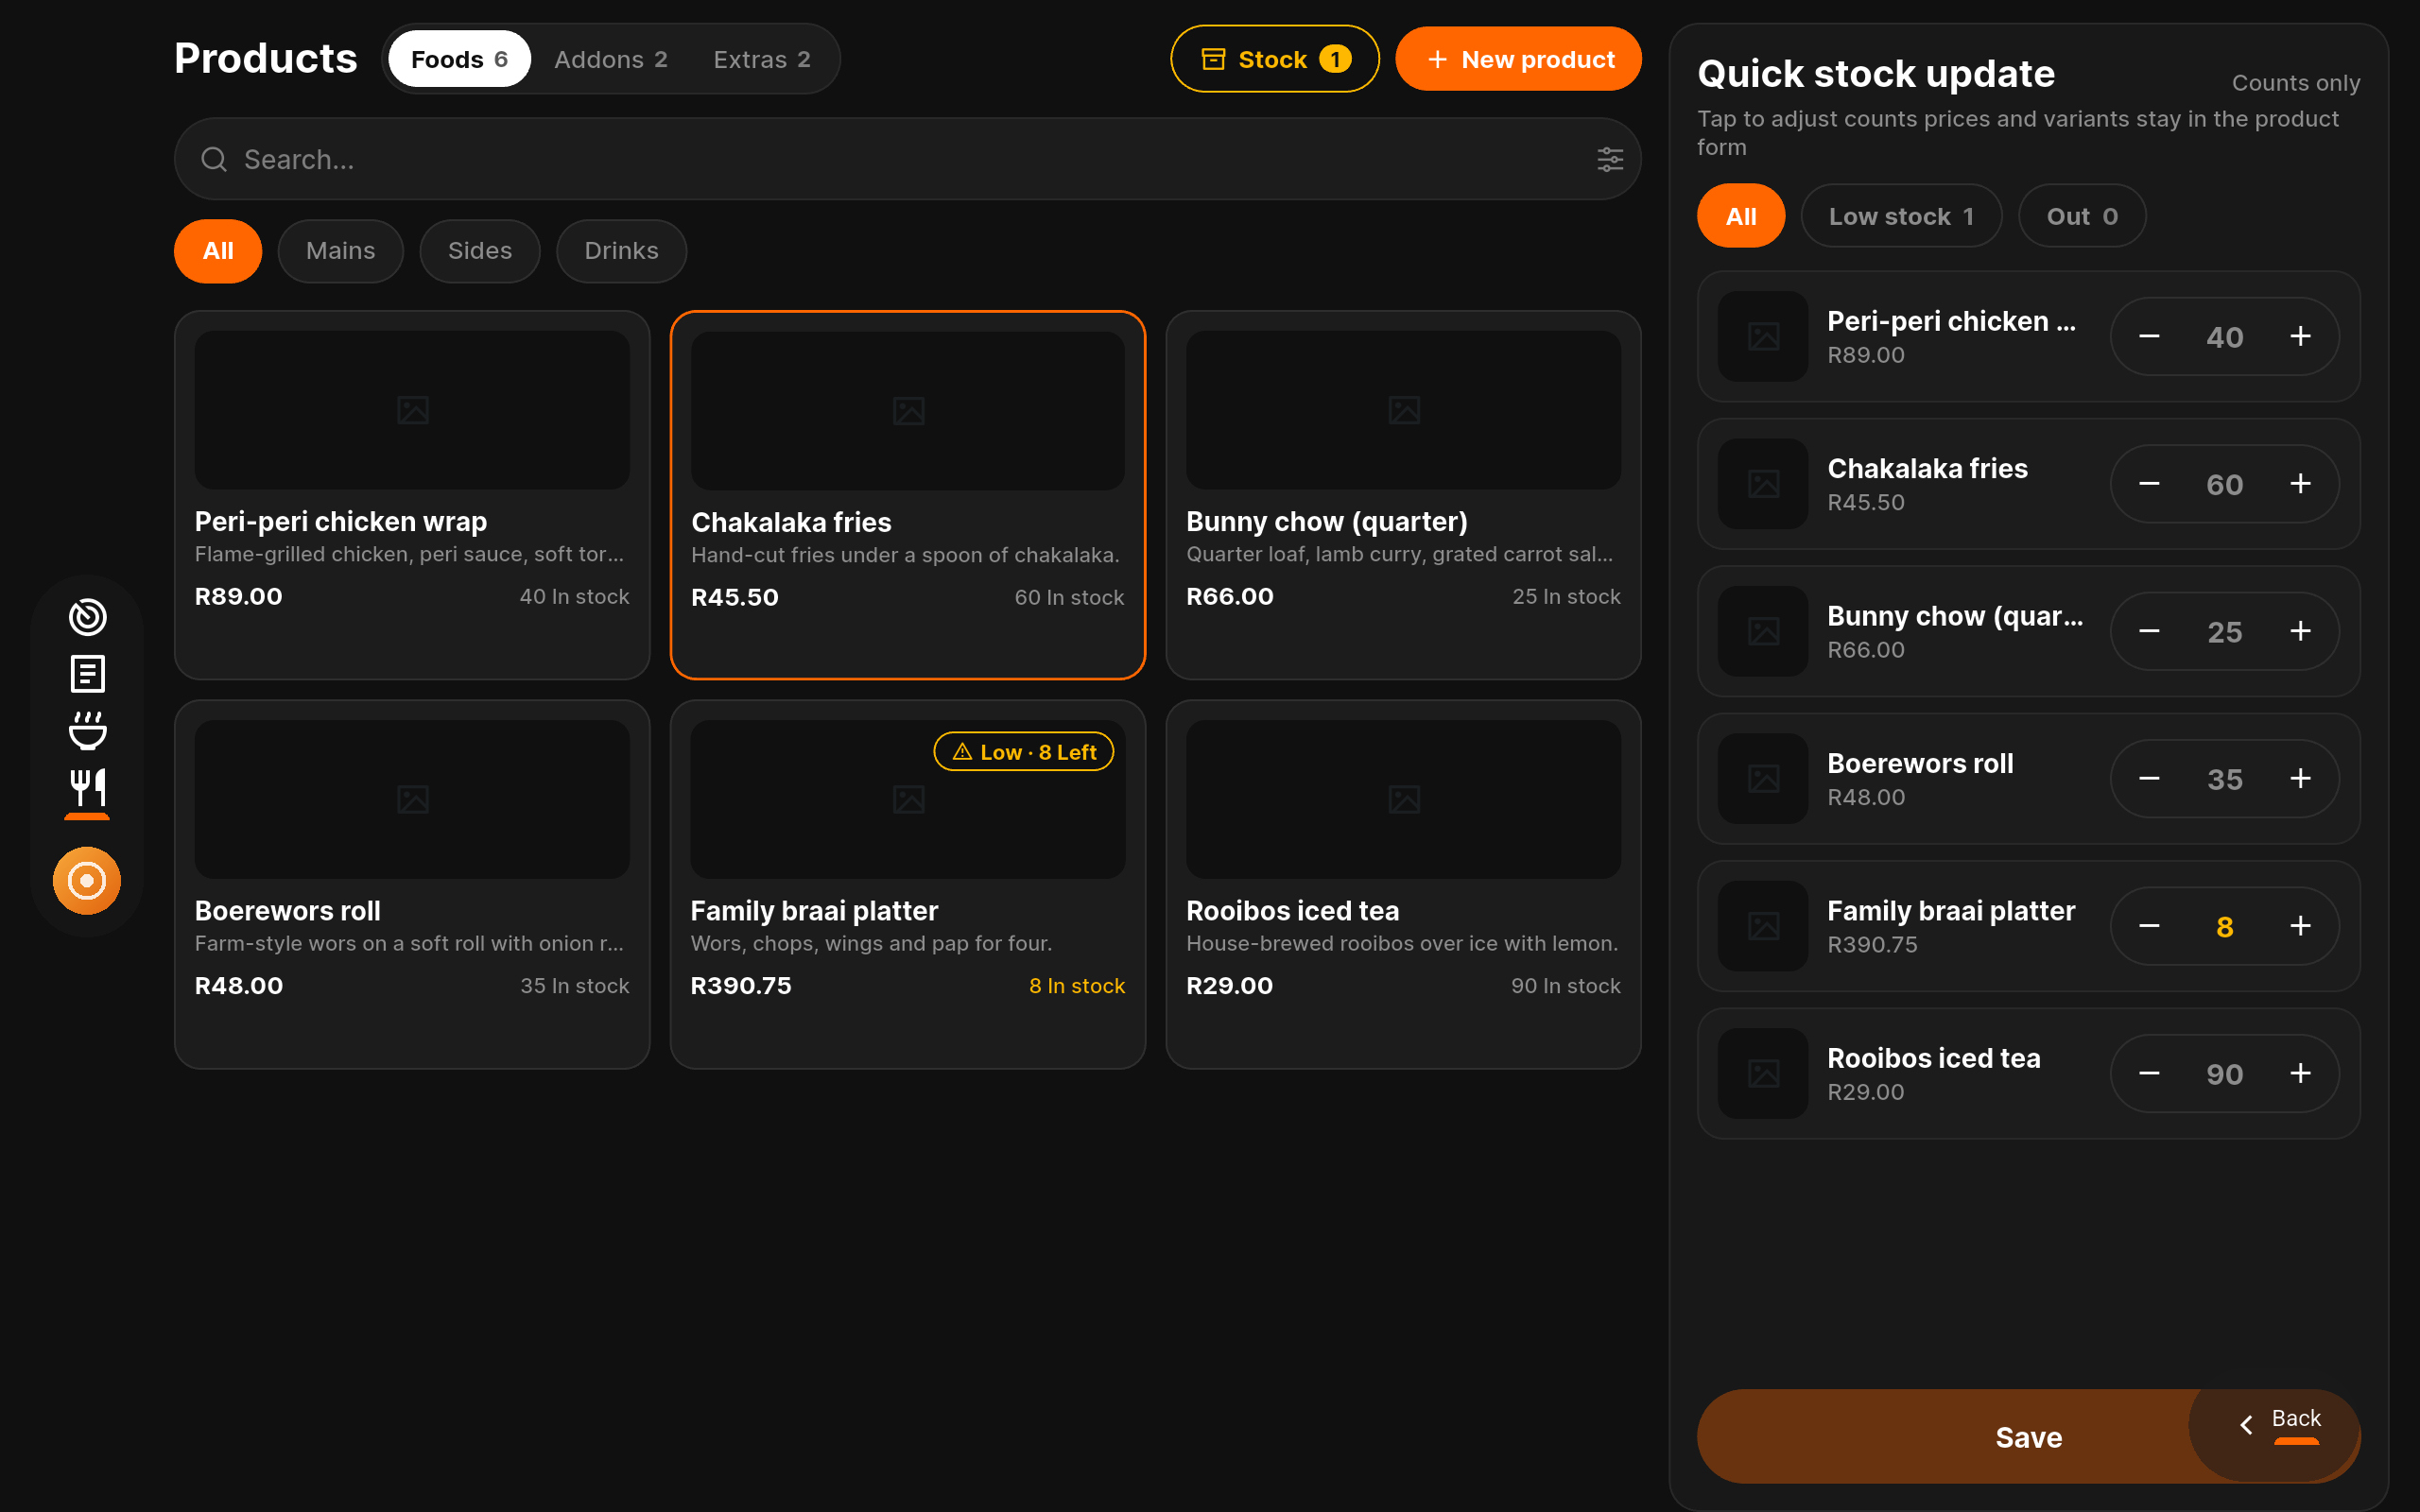 Products
Foods 6
Addons 2
Extras 2
Stock 1
New product
Search...
All
Mains
Sides
Drinks
Peri-peri chicken wrap
Flame-grilled chicken, peri sauce, soft tor...
R89.00
40 In stock
Chakalaka fries
Hand-cut fries under a spoon of chakalaka.
R45.50
60 In stock
Bunny chow (quarter)
Quarter loaf, lamb curry, grated carrot sal...
R66.00
25 In stock
Boerewors roll
Farm-style wors on a soft roll with onion r...
R48.00
35 In stock
Low · 8 Left
Family braai platter
Wors, chops, wings and pap for four.
R390.75
8 In stock
Rooibos iced tea
House-brewed rooibos over ice with lemon.
R29.00
90 In stock
Quick stock update
Counts only
Tap to adjust counts prices and variants stay in the product
form
All
Low stock 1
Out 0
Peri-peri chicken ...
R89.00
40
Chakalaka fries
R45.50
60
Bunny chow (quar...
R66.00
25
Boerewors roll
R48.00
35
Family braai platter
R390.75
8
Rooibos iced tea
R29.00
90
Save
Back